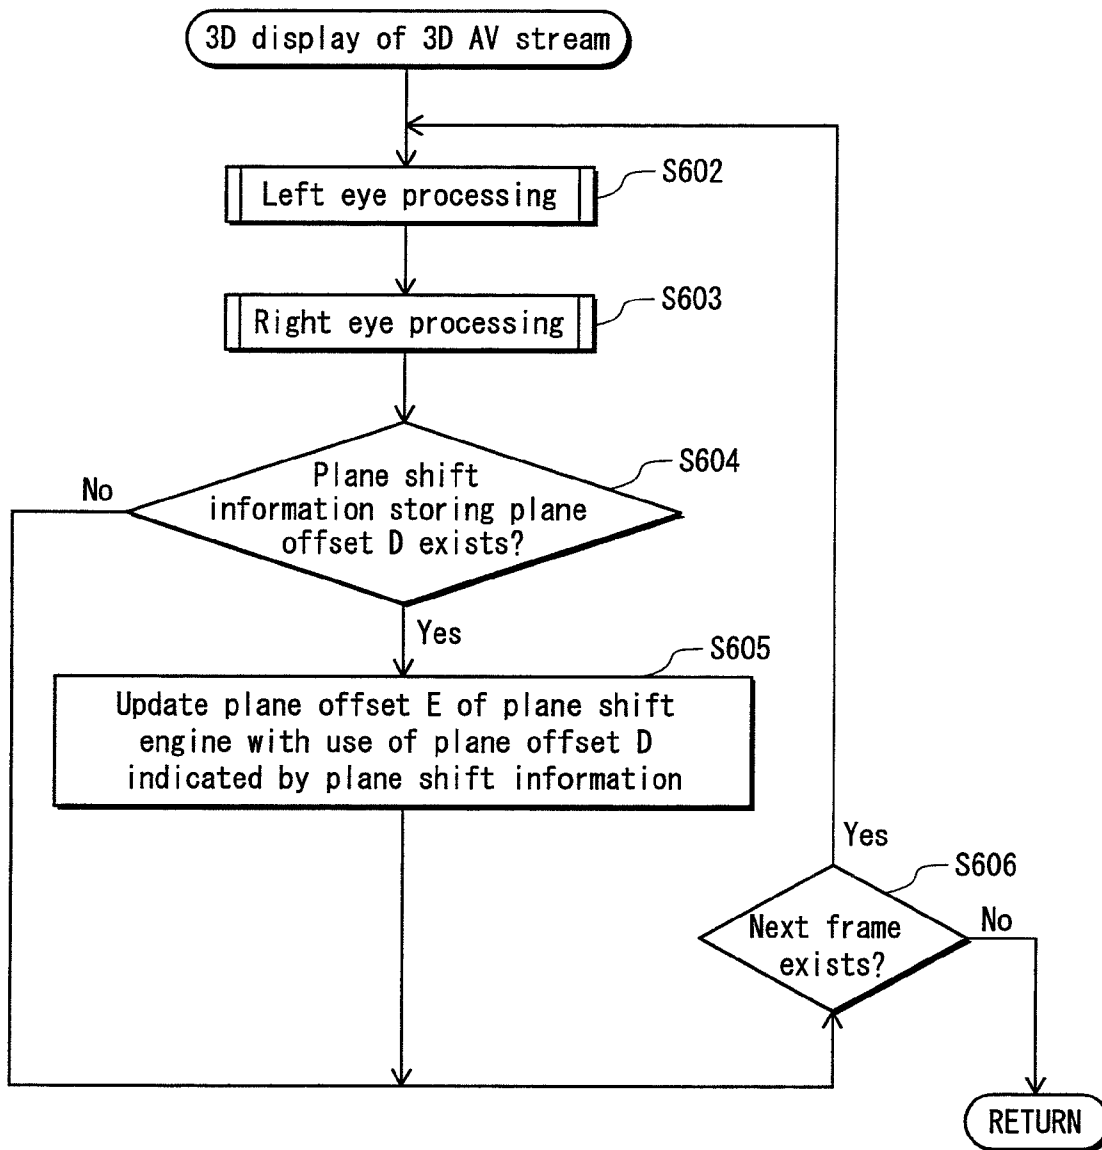 3D display of 3D AV stream
Left eye processing
S602
Right eye processing
S603
Plane shift
information storing plane
offset D exists?
S604
No
Yes
S605
Update plane offset E of plane shift
engine with use of plane offset D
indicated by plane shift information
Yes
S606
Next frame
exists?
No
RETURN